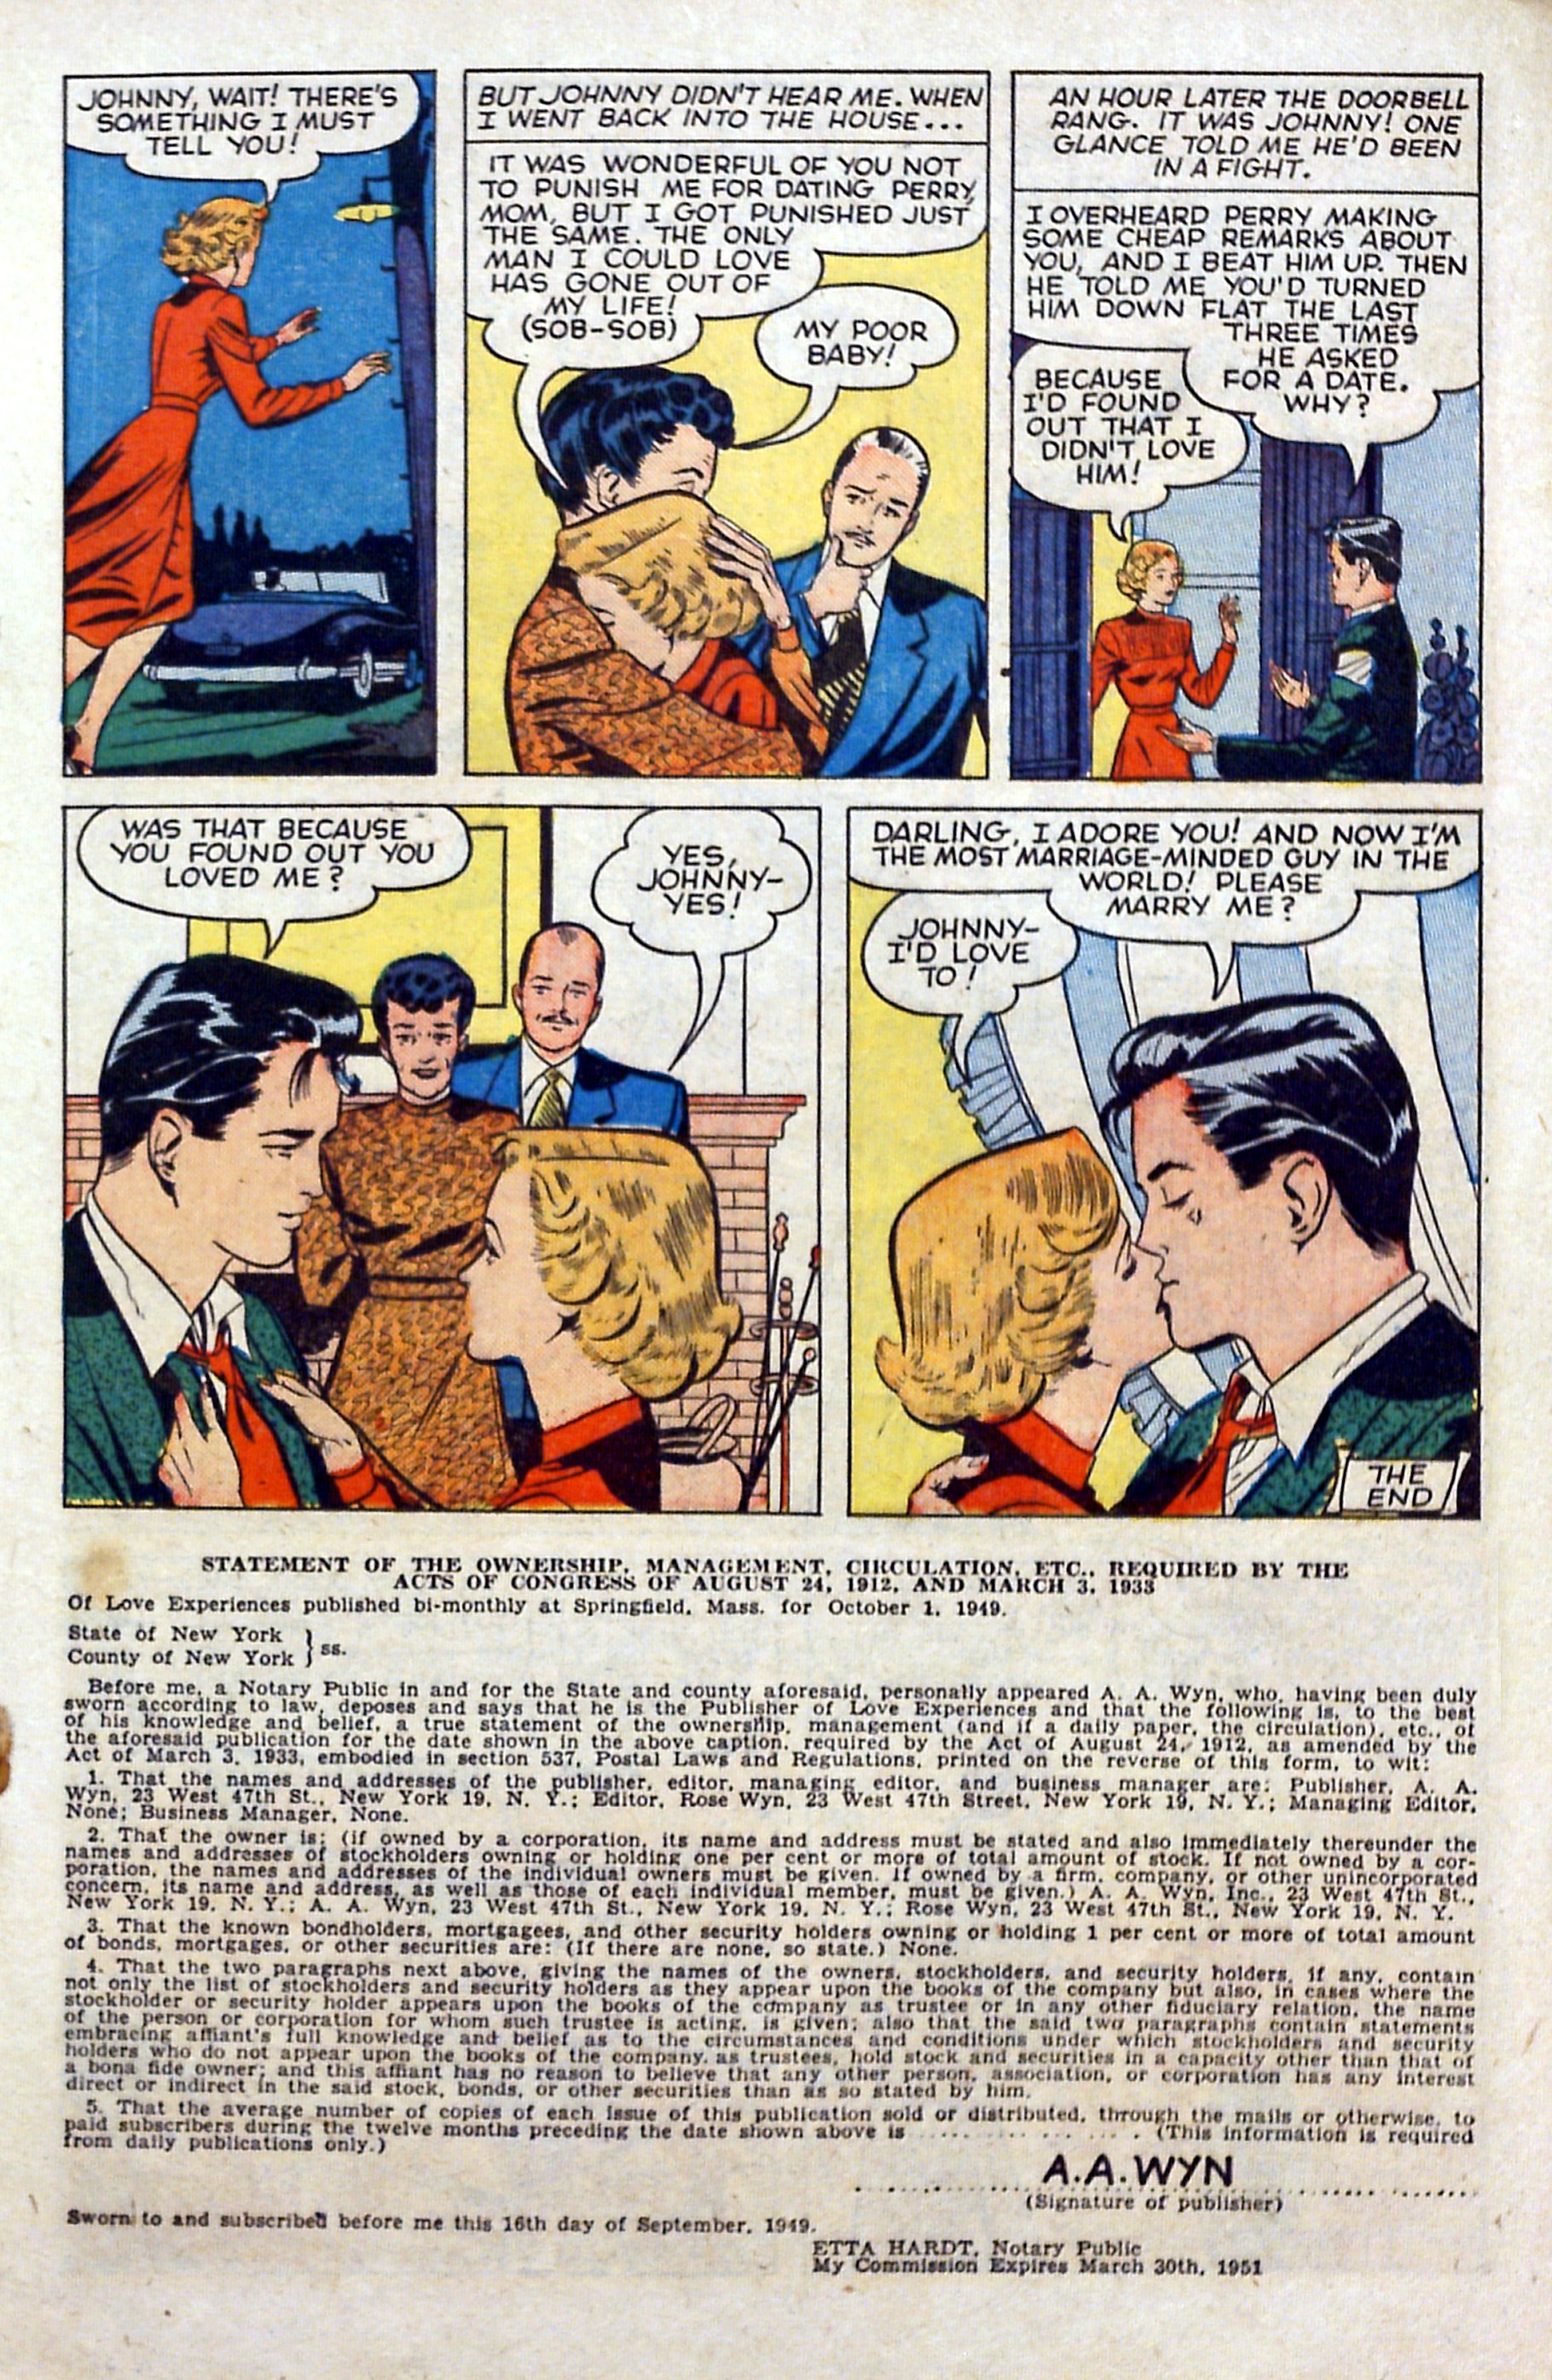 JOHNNY, WAIT! THERE'S
SOMETHING I MUST
TELL YOU!
BUT JOHNNY DIDN'T HEAR ME. WHEN
I WENT BACK INTO THE HOUSE...
IT WAS WONDERFUL OF YOU NOT
TO PUNISH ME FOR DATING PERRY,
MOM, BUT I GOT PUNISHED JUST
THE SAME. THE ONLY
MAN I COULD LOVE
HAS GONE OUT OF
MY LIFE!
(SOB-SOB)
MY POOR
BABY!
AN HOUR LATER THE DOORBELL
RANG. IT WAS JOHNNY! ONE
GLANCE TOLD ME HE'D BEEN
IN A FIGHT.
I OVERHEARD PERRY MAKING
SOME CHEAP REMARKS ABOUT
YOU, AND I BEAT HIM UP. THEN
HE TOLD ME YOU'D TURNED
HIM DOWN FLAT THE LAST
THREE TIMES
HE ASKED
FOR A DATE.
WHY?
BECAUSE
I'D FOUND
OUT THAT I
DIDN'T LOVE
HIM!
WAS THAT BECAUSE
YOU FOUND OUT YOU
LOVED ME?
YES,
JOHNNY-
YES!
DARLING, I ADORE YOU! AND NOW I'M
THE MOST MARRIAGE-MINDED GUY IN THE
WORLD! PLEASE
MARRY ME?
JOHNNY-
I'D LOVE
TO!
THE
END
STATEMENT OF THE OWNERSHIP, MANAGEMENT, CIRCULATION, ETC., REQUIRED BY THE
ACTS OF CONGRESS OF AUGUST 24, 1912, AND MARCH 3, 1933
Of Love Experiences published bi-monthly at Springfield, Mass. for October 1, 1949.
State of New York
County of New York } ss.
Before me, a Notary Public in and for the State and county aforesaid, personally appeared A. A. Wyn, who, having been duly
sworn according to law, deposes and says that he is the Publisher of Love Experiences and that the following is, to the best
of his knowledge and belief, a true statement of the ownership, management (and if a daily paper, the circulation), etc., of
the aforesaid publication for the date shown in the above caption, required by the Act of August 24, 1912, as amended by the
Act of March 3, 1933, embodied in section 537, Postal Laws and Regulations, printed on the reverse of this form, to wit:
1. That the names and addresses of the publisher, editor, managing editor, and business manager are: Publisher, A. A.
Wyn, 23 West 47th St., New York 19, N. Y.; Editor, Rose Wyn, 23 West 47th Street, New York 19, N. Y.; Managing Editor,
None; Business Manager, None.
2. That the owner is: (if owned by a corporation, its name and address must be stated and also immediately thereunder the
names and addresses of stockholders owning or holding one per cent or more of total amount of stock. If not owned by a cor-
poration, the names and addresses of the individual owners must be given. If owned by a firm, company, or other unincorporated
concern, its name and address, as well as those of each individual member, must be given.) A. A. Wyn, Inc., 23 West 47th St.,
New York 19, N. Y.; A. A. Wyn, 23 West 47th St., New York 19, N. Y.; Rose Wyn, 23 West 47th St., New York 19, N. Y.
3. That the known bondholders, mortgagees, and other security holders owning or holding 1 per cent or more of total amount
of bonds, mortgages, or other securities are: (If there are none, so state.) None.
4. That the two paragraphs next above, giving the names of the owners, stockholders, and security holders, if any, contain
not only the list of stockholders and security holders as they appear upon the books of the company but also, in cases where the
stockholder or security holder appears upon the books of the company as trustee or in any other fiduciary relation, the name
of the person or corporation for whom such trustee is acting, is given; also that the said two paragraphs contain statements
embracing affiant's full knowledge and belief as to the circumstances and conditions under which stockholders and security
holders who do not appear upon the books of the company as trustees, hold stock and securities in a capacity other than that of
a bona fide owner; and this affiant has no reason to believe that any other person, association, or corporation has any interest
direct or indirect in the said stock, bonds, or other securities than as so stated by him.
5. That the average number of copies of each issue of this publication sold or distributed, through the mails or otherwise, to
paid subscribers during the twelve months preceding the date shown above is .................. (This information is required
from daily publications only.)
A.A. WYN
(Signature of publisher)
Sworn to and subscribed before me this 16th day of September, 1949.
ETTA HARDT, Notary Public
My Commission Expires March 30th, 1951